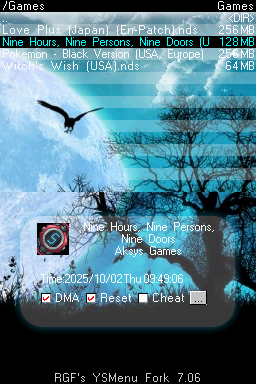 /Games Games
.. <DIR>
Love Plus (Japan) (En-Patch).nds 256MB
Nine Hours, Nine Persons, Nine Doors (U 128MB
Pokemon - Black Version (USA, Europe) 256MB
Witch's Wish (USA).nds 64MB
Nine Hours, Nine Persons,
Nine Doors
Aksys Games
Time:2025/10/02Thu 09:49:06
DMA Reset Cheat ...
RGF's YSMenu Fork 7.06